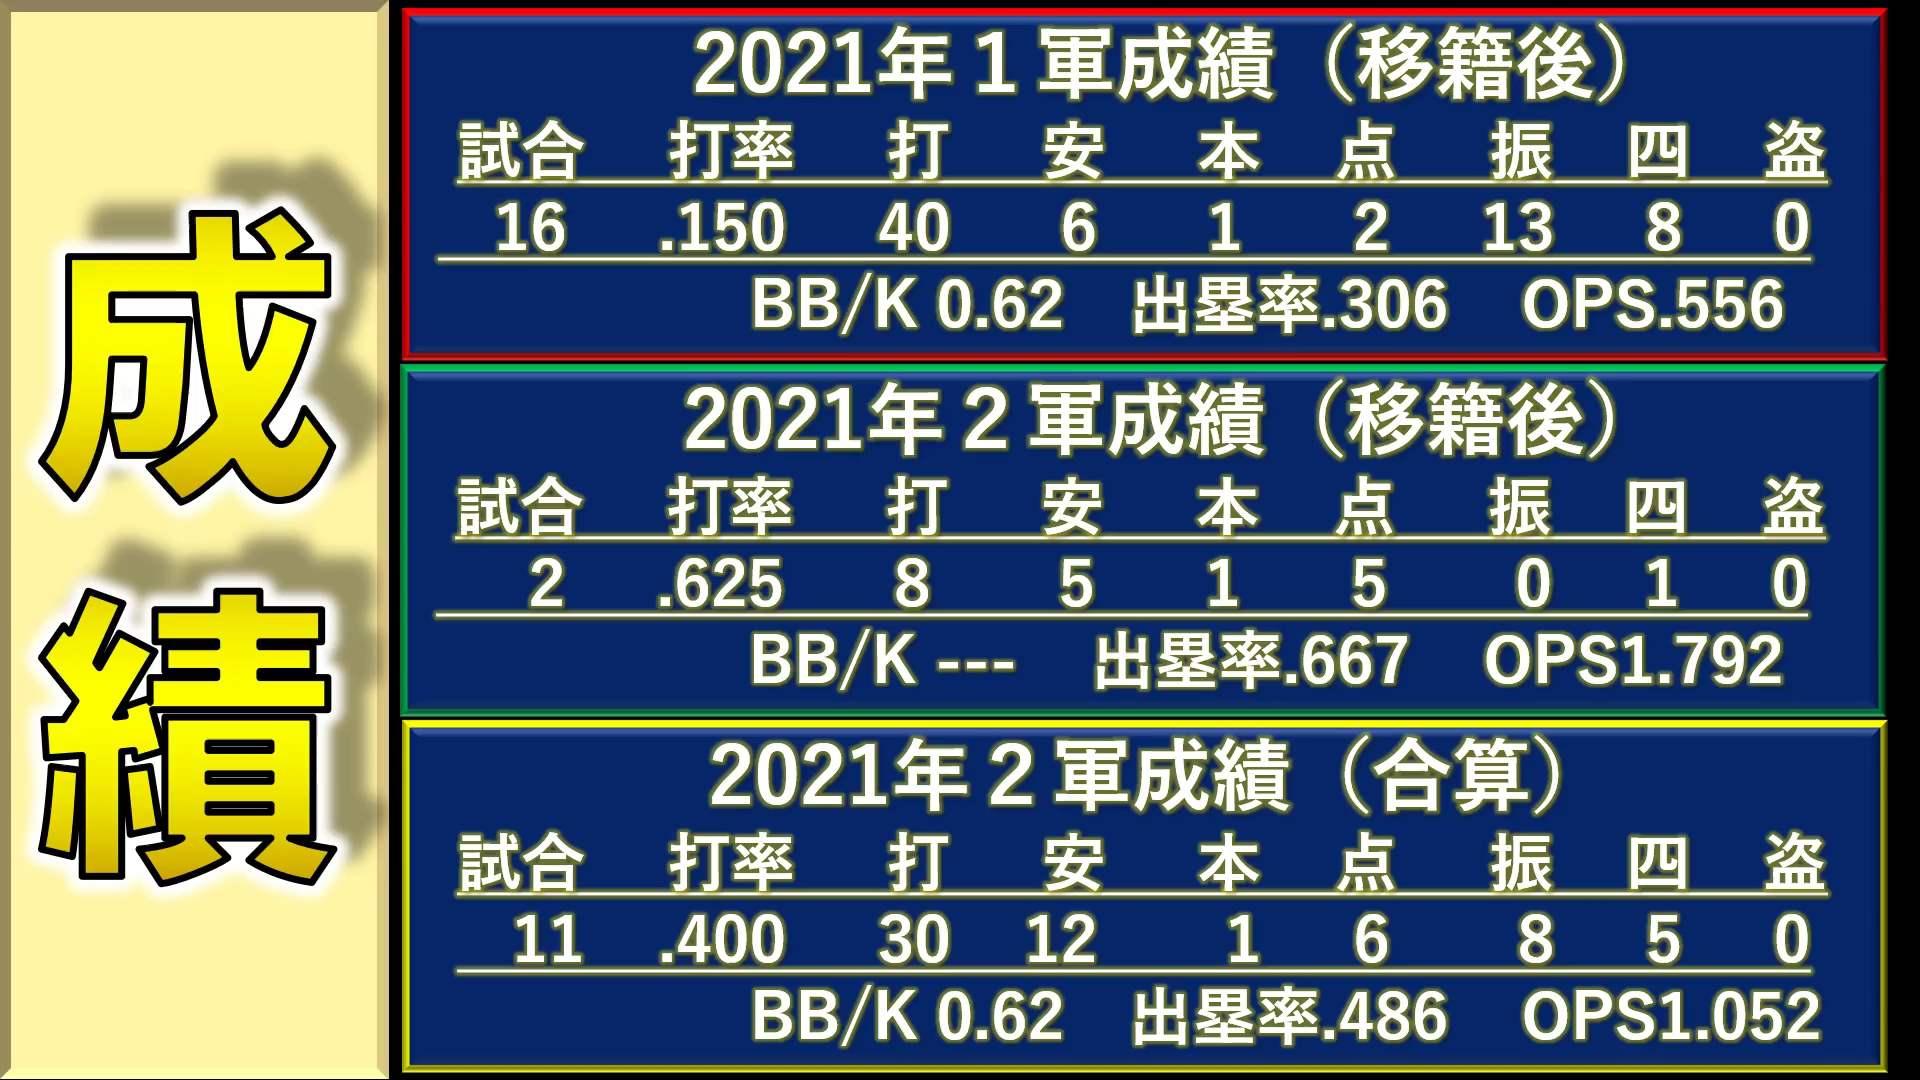 成績
2021年１軍成績（移籍後）
試合 打率 打 安 本 点 振 四 盗
16 .150 40 6 1 2 13 8 0
BB/K 0.62 出塁率.306 OPS.556
2021年２軍成績（移籍後）
試合 打率 打 安 本 点 振 四 盗
2 .625 8 5 1 5 0 1 0
BB/K --- 出塁率.667 OPS1.792
2021年２軍成績（合算）
試合 打率 打 安 本 点 振 四 盗
11 .400 30 12 1 6 8 5 0
BB/K 0.62 出塁率.486 OPS1.052